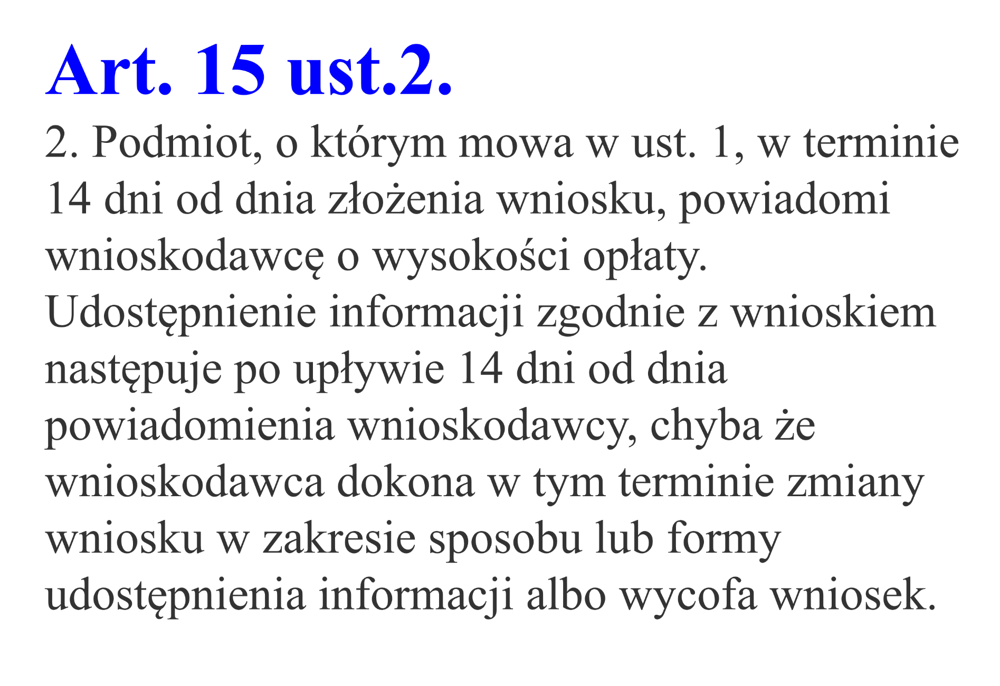 Art. 15 ust.2.
2. Podmiot, o którym mowa w ust. 1, w terminie
14 dni od dnia złożenia wniosku, powiadomi
wnioskodawcę o wysokości opłaty.
Udostępnienie informacji zgodnie z wnioskiem
następuje po upływie 14 dni od dnia
powiadomienia wnioskodawcy, chyba że
wnioskodawca dokona w tym terminie zmiany
wniosku w zakresie sposobu lub formy
udostępnienia informacji albo wycofa wniosek.